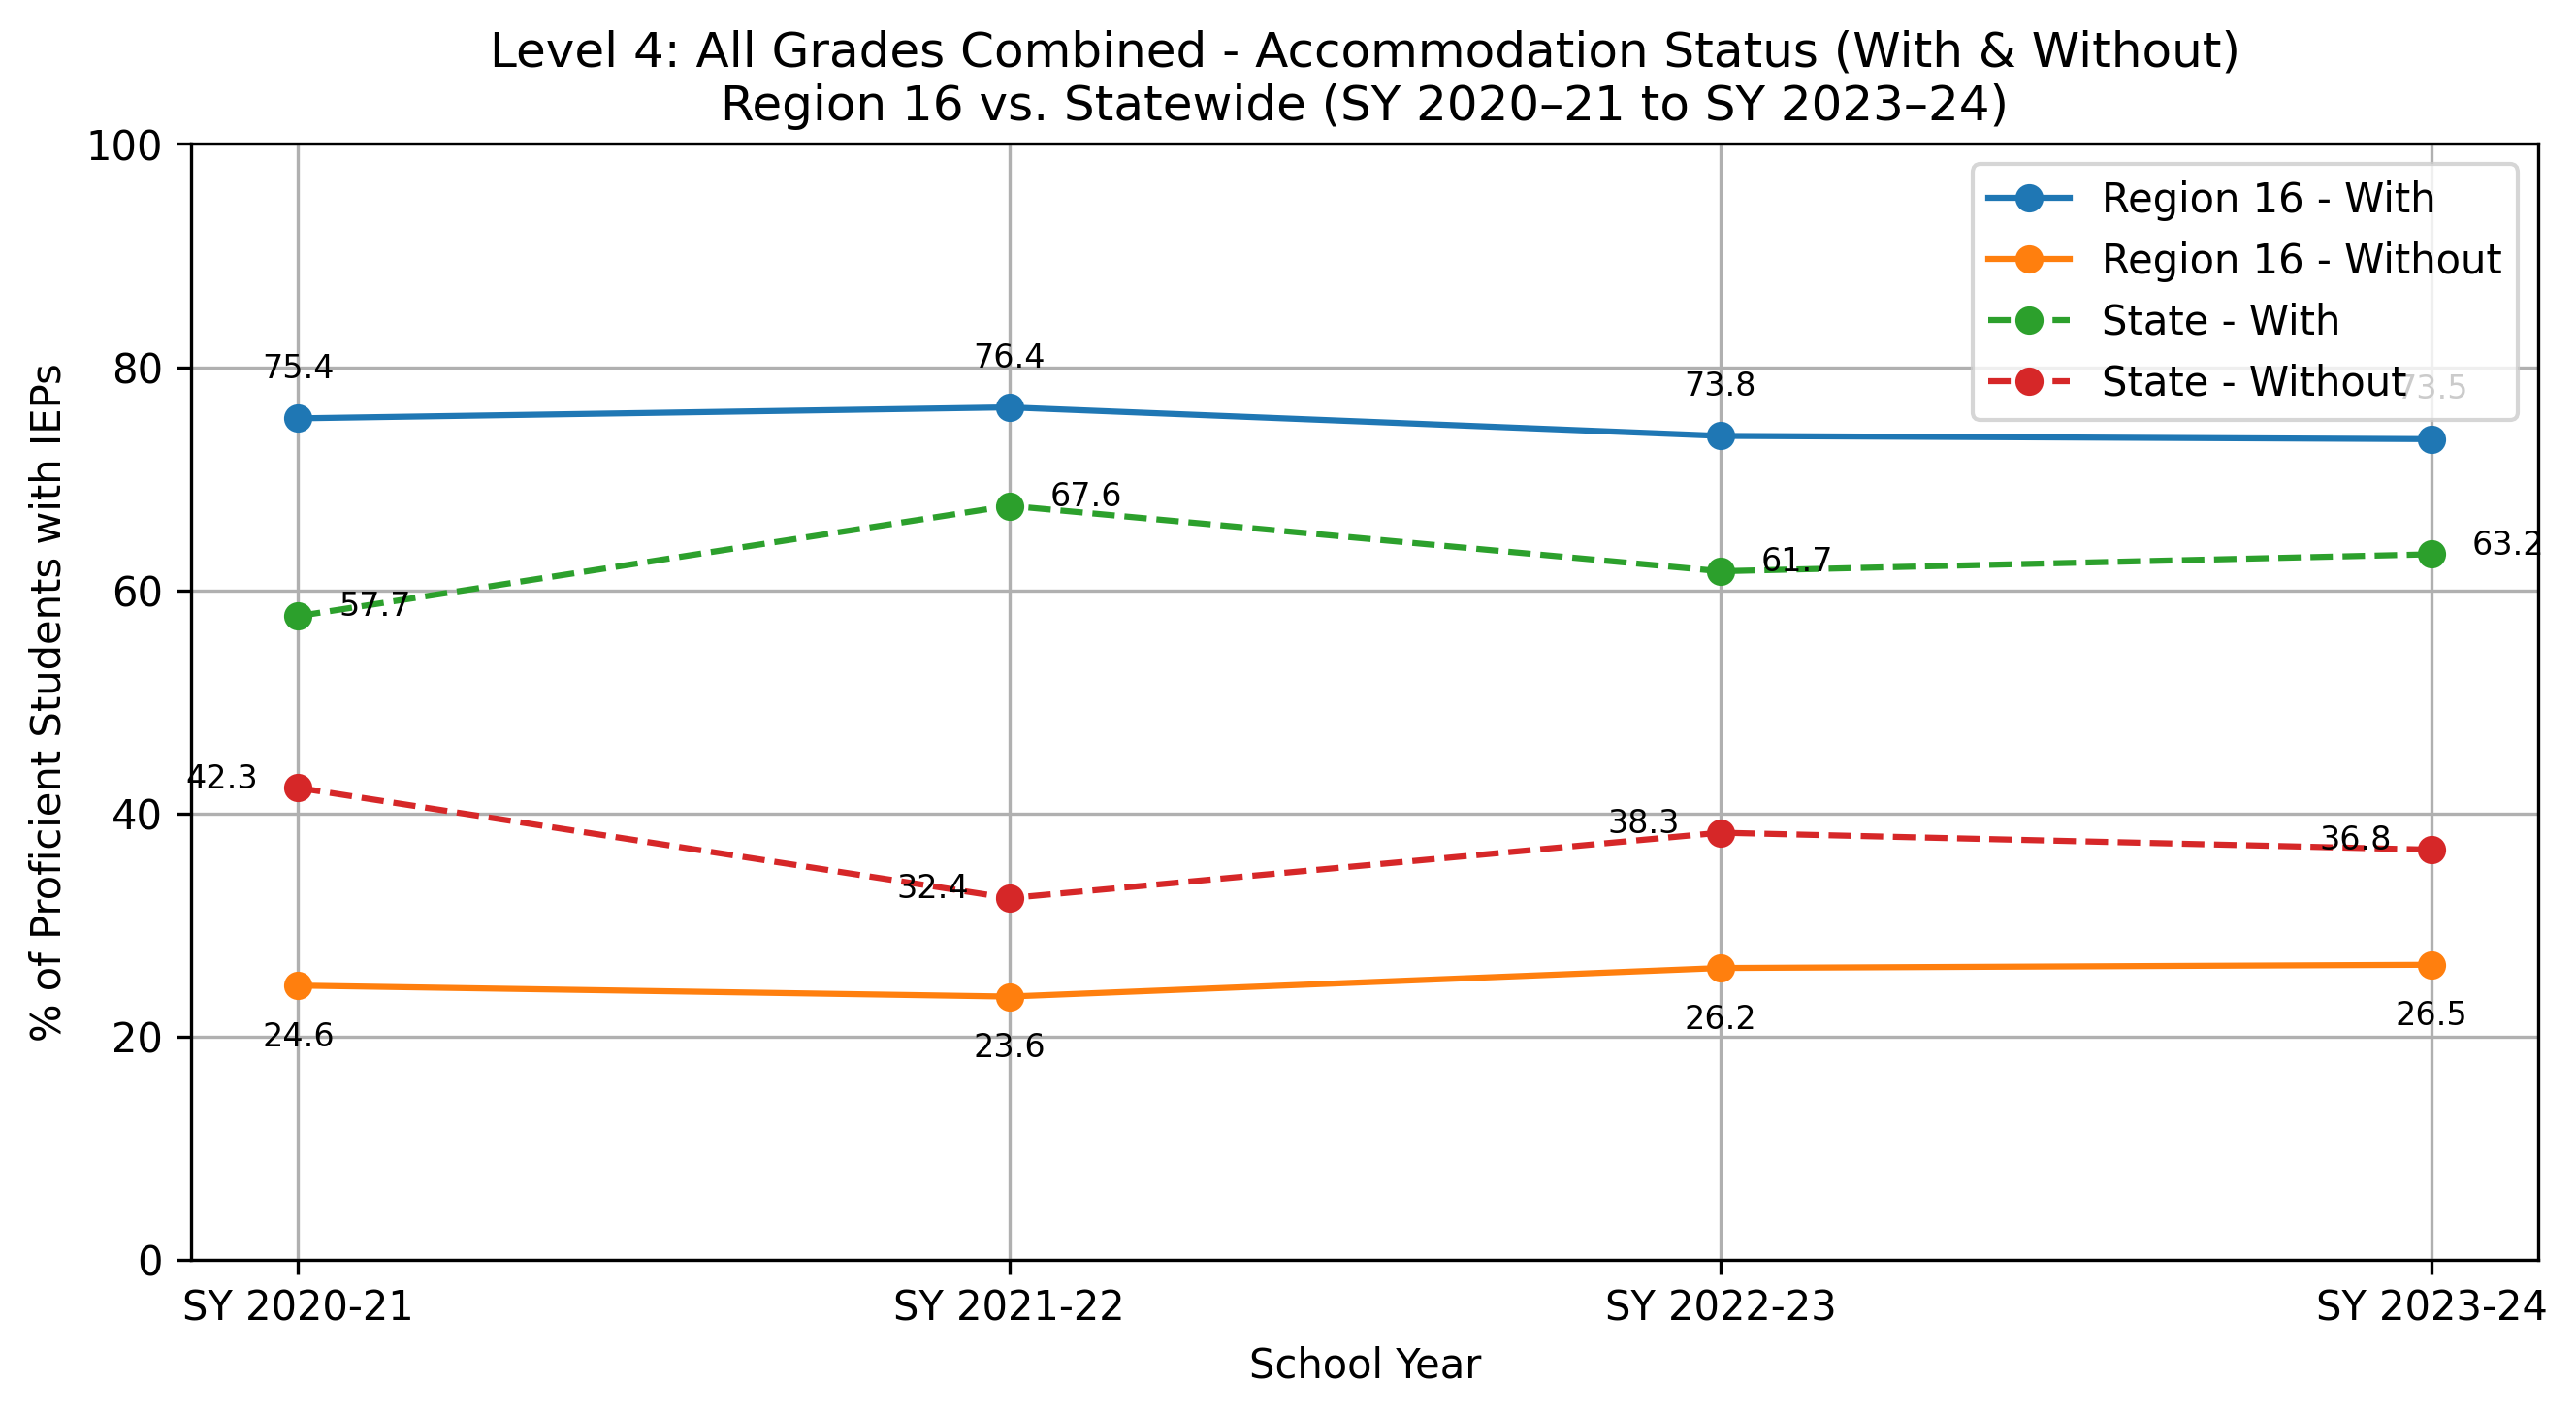 Level 4: All Grades Combined - Accommodation Status (With & Without)
Region 16 vs. Statewide (SY 2020–21 to SY 2023–24)
% of Proficient Students with IEPs
100
80
60
40
20
0
Region 16 - With
Region 16 - Without
State - With
State - Without
75.4
76.4
73.8
73.5
57.7
67.6
61.7
63.2
42.3
32.4
38.3
36.8
24.6
23.6
26.2
26.5
SY 2020-21
SY 2021-22
SY 2022-23
SY 2023-24
School Year